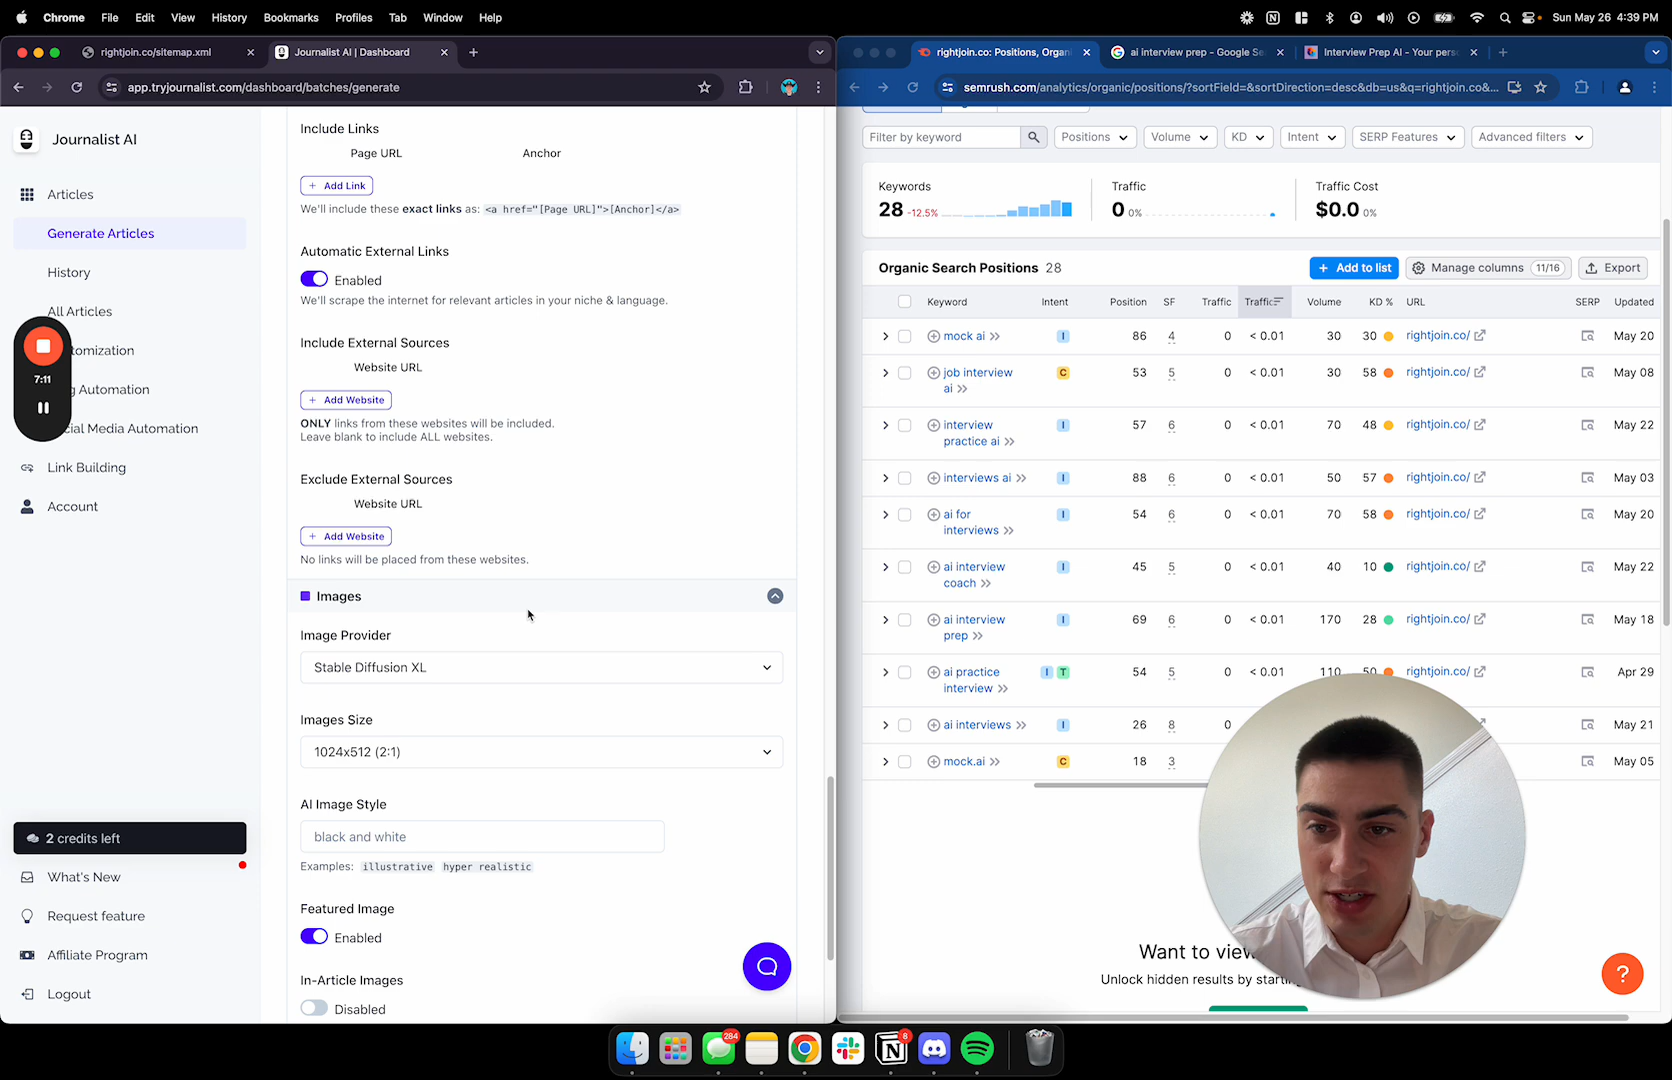 Chrome File Edit View History Bookmarks Profiles Tab Window Help
Sun May 26 4:39 PM
rightjoin.co/sitemap.xml
Journalist AI | Dashboard
app.tryjournalist.com/dashboard/batches/generate
Journalist AI
Articles
Generate Articles
History
All Articles
tomization
Automation
cial Media Automation
Link Building
Account
7:11
2 credits left
What's New
Request feature
Affiliate Program
Logout
Include Links
Page URL Anchor
+ Add Link
We'll include these exact links as: <a href="[Page URL]">[Anchor]</a>
Automatic External Links
Enabled
We'll scrape the internet for relevant articles in your niche & language.
Include External Sources
Website URL
+ Add Website
ONLY links from these websites will be included.
Leave blank to include ALL websites.
Exclude External Sources
Website URL
+ Add Website
No links will be placed from these websites.
Images
Image Provider
Stable Diffusion XL
Images Size
1024x512 (2:1)
AI Image Style
black and white
Examples: illustrative hyper realistic
Featured Image
Enabled
In-Article Images
Disabled
rightjoin.co: Positions, Organi
ai interview prep - Google Se
Interview Prep AI - Your pers
semrush.com/analytics/organic/positions/?sortField=&sortDirection=desc&db=us&q=rightjoin.co&...
Filter by keyword Positions Volume KD Intent SERP Features Advanced filters
Keywords Traffic Traffic Cost
28 -12.5% 0 0% $0.0 0%
Organic Search Positions 28
+ Add to list Manage columns 11/16 Export
Keyword Intent Position SF Traffic Traffic Volume KD % URL SERP Updated
mock ai I 86 4 0 < 0.01 30 30 rightjoin.co/ May 20
job interview ai C 53 5 0 < 0.01 30 58 rightjoin.co/ May 08
interview practice ai I 57 6 0 < 0.01 70 48 rightjoin.co/ May 22
interviews ai I 88 6 0 < 0.01 50 57 rightjoin.co/ May 03
ai for interviews I 54 6 0 < 0.01 70 58 rightjoin.co/ May 20
ai interview coach I 45 5 0 < 0.01 40 10 rightjoin.co/ May 22
ai interview prep I 69 6 0 < 0.01 170 28 rightjoin.co/ May 18
ai practice interview I T 54 5 0 < 0.01 110 50 rightjoin.co/ Apr 29
ai interviews I 26 8 0 May 21
mock.ai C 18 3 May 05
Want to view
Unlock hidden results by starting
?
284
8